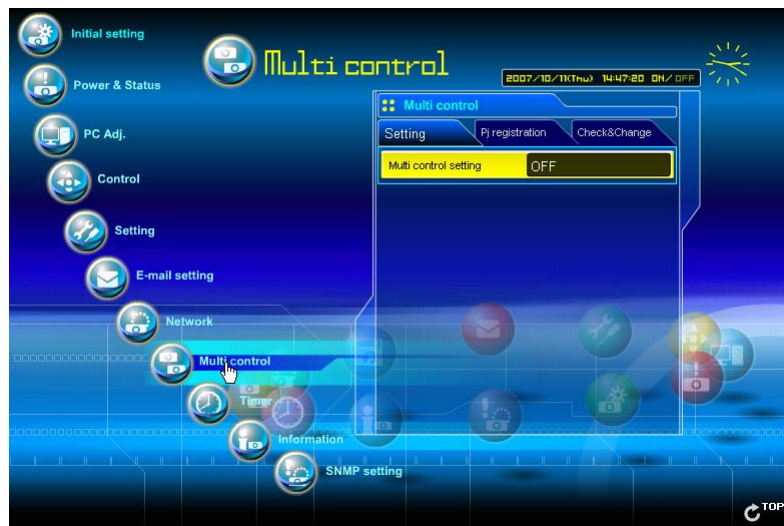 Initial setting
Power & Status
PC Adj.
Control
Setting
E-mail setting
Network
Multi control
Timer
Information
SNMP setting
Multi control
2007/10/11(Thu) 14:47:20 ON/OFF
Multi control
Setting
Pj registration
Check&Change
Multi control setting
OFF
TOP